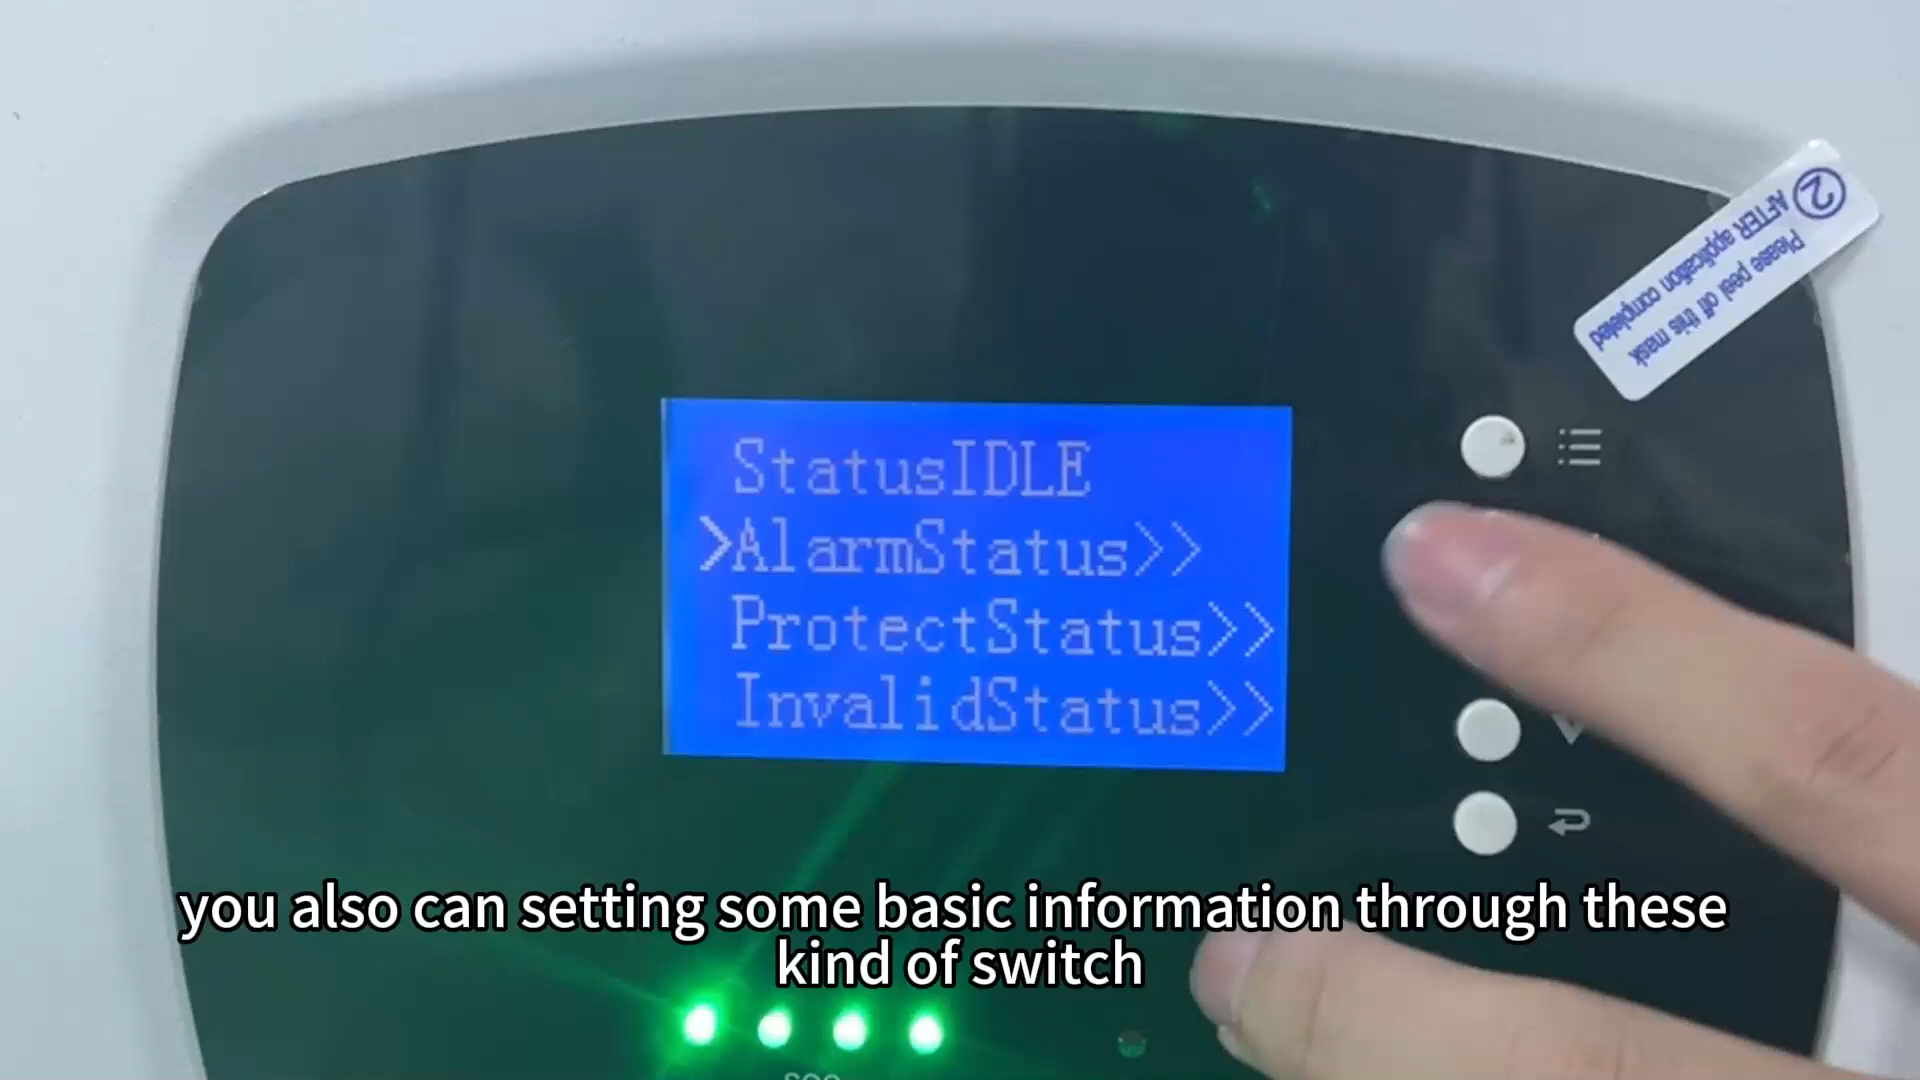 ② AFTER application completed
Please peel off this mask
StatusIDLE
>AlarmStatus>>
ProtectStatus>>
InvalidStatus>>
you also can setting some basic information through these
kind of switch